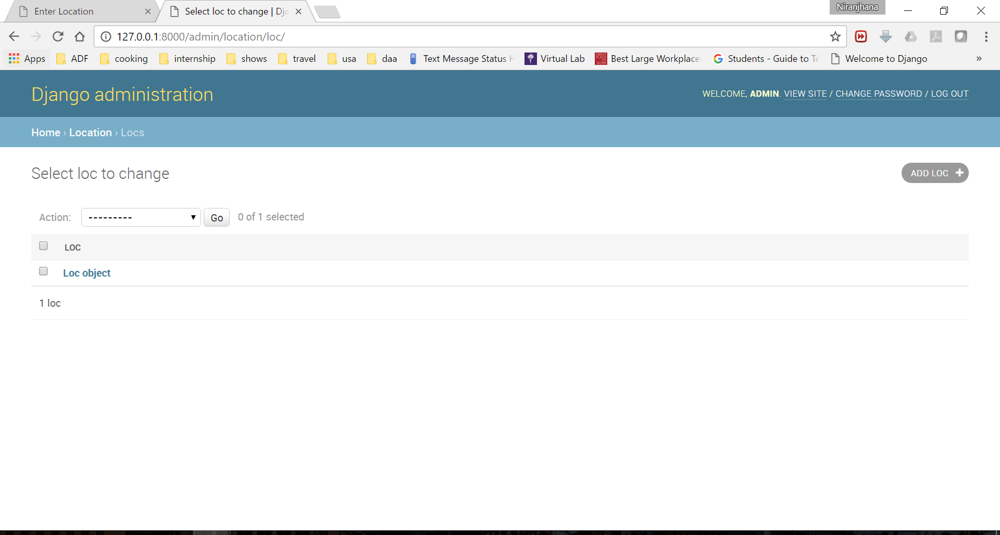 Enter Location
Select loc to change | Dja
Niranjhana
127.0.0.1:8000/admin/location/loc/
Apps ADF cooking internship shows travel usa daa Text Message Status Virtual Lab Best Large Workplace Students - Guide to Te Welcome to Django »
Django administration
WELCOME, ADMIN. VIEW SITE / CHANGE PASSWORD / LOG OUT
Home › Location › Locs
Select loc to change
ADD LOC +
Action: --------- Go 0 of 1 selected
LOC
Loc object
1 loc